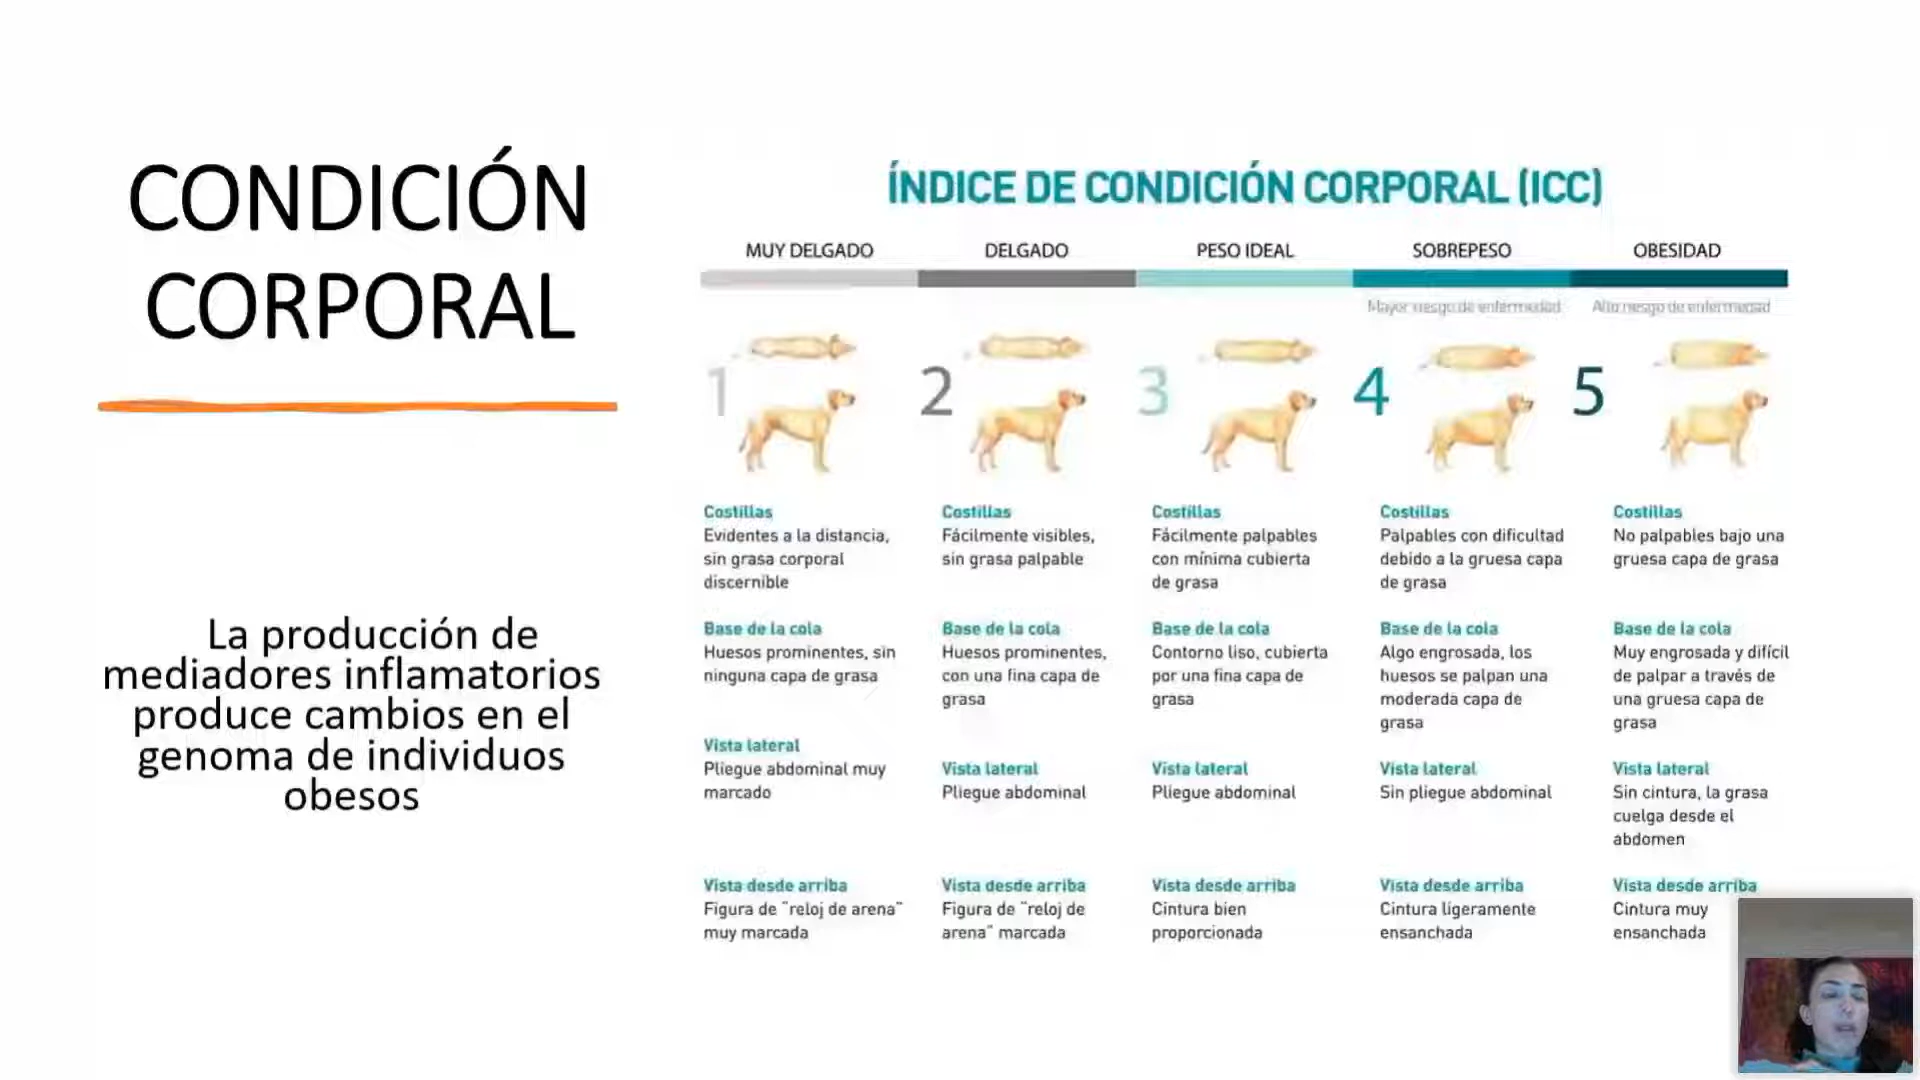 CONDICIÓN
CORPORAL
La producción de
mediadores inflamatorios
produce cambios en el
genoma de individuos
obesos
ÍNDICE DE CONDICIÓN CORPORAL (ICC)
MUY DELGADO
DELGADO
PESO IDEAL
SOBREPESO
OBESIDAD
Mayor riesgo de enfermedad
Alto riesgo de enfermedad
1
2
3
4
5
Costillas
Evidentes a la distancia,
sin grasa corporal
discernible
Base de la cola
Huesos prominentes, sin
ninguna capa de grasa
Vista lateral
Pliegue abdominal muy
marcado
Vista desde arriba
Figura de "reloj de arena"
muy marcada
Costillas
Fácilmente visibles,
sin grasa palpable
Base de la cola
Huesos prominentes,
con una fina capa de
grasa
Vista lateral
Pliegue abdominal
Vista desde arriba
Figura de "reloj de
arena" marcada
Costillas
Fácilmente palpables
con mínima cubierta
de grasa
Base de la cola
Contorno liso, cubierta
por una fina capa de
grasa
Vista lateral
Pliegue abdominal
Vista desde arriba
Cintura bien
proporcionada
Costillas
Palpables con dificultad
debido a la gruesa capa
de grasa
Base de la cola
Algo engrosada, los
huesos se palpan una
moderada capa de
grasa
Vista lateral
Sin pliegue abdominal
Vista desde arriba
Cintura ligeramente
ensanchada
Costillas
No palpables bajo una
gruesa capa de grasa
Base de la cola
Muy engrosada y difícil
de palpar a través de
una gruesa capa de
grasa
Vista lateral
Sin cintura, la grasa
cuelga desde el
abdomen
Vista desde arriba
Cintura muy
ensanchada